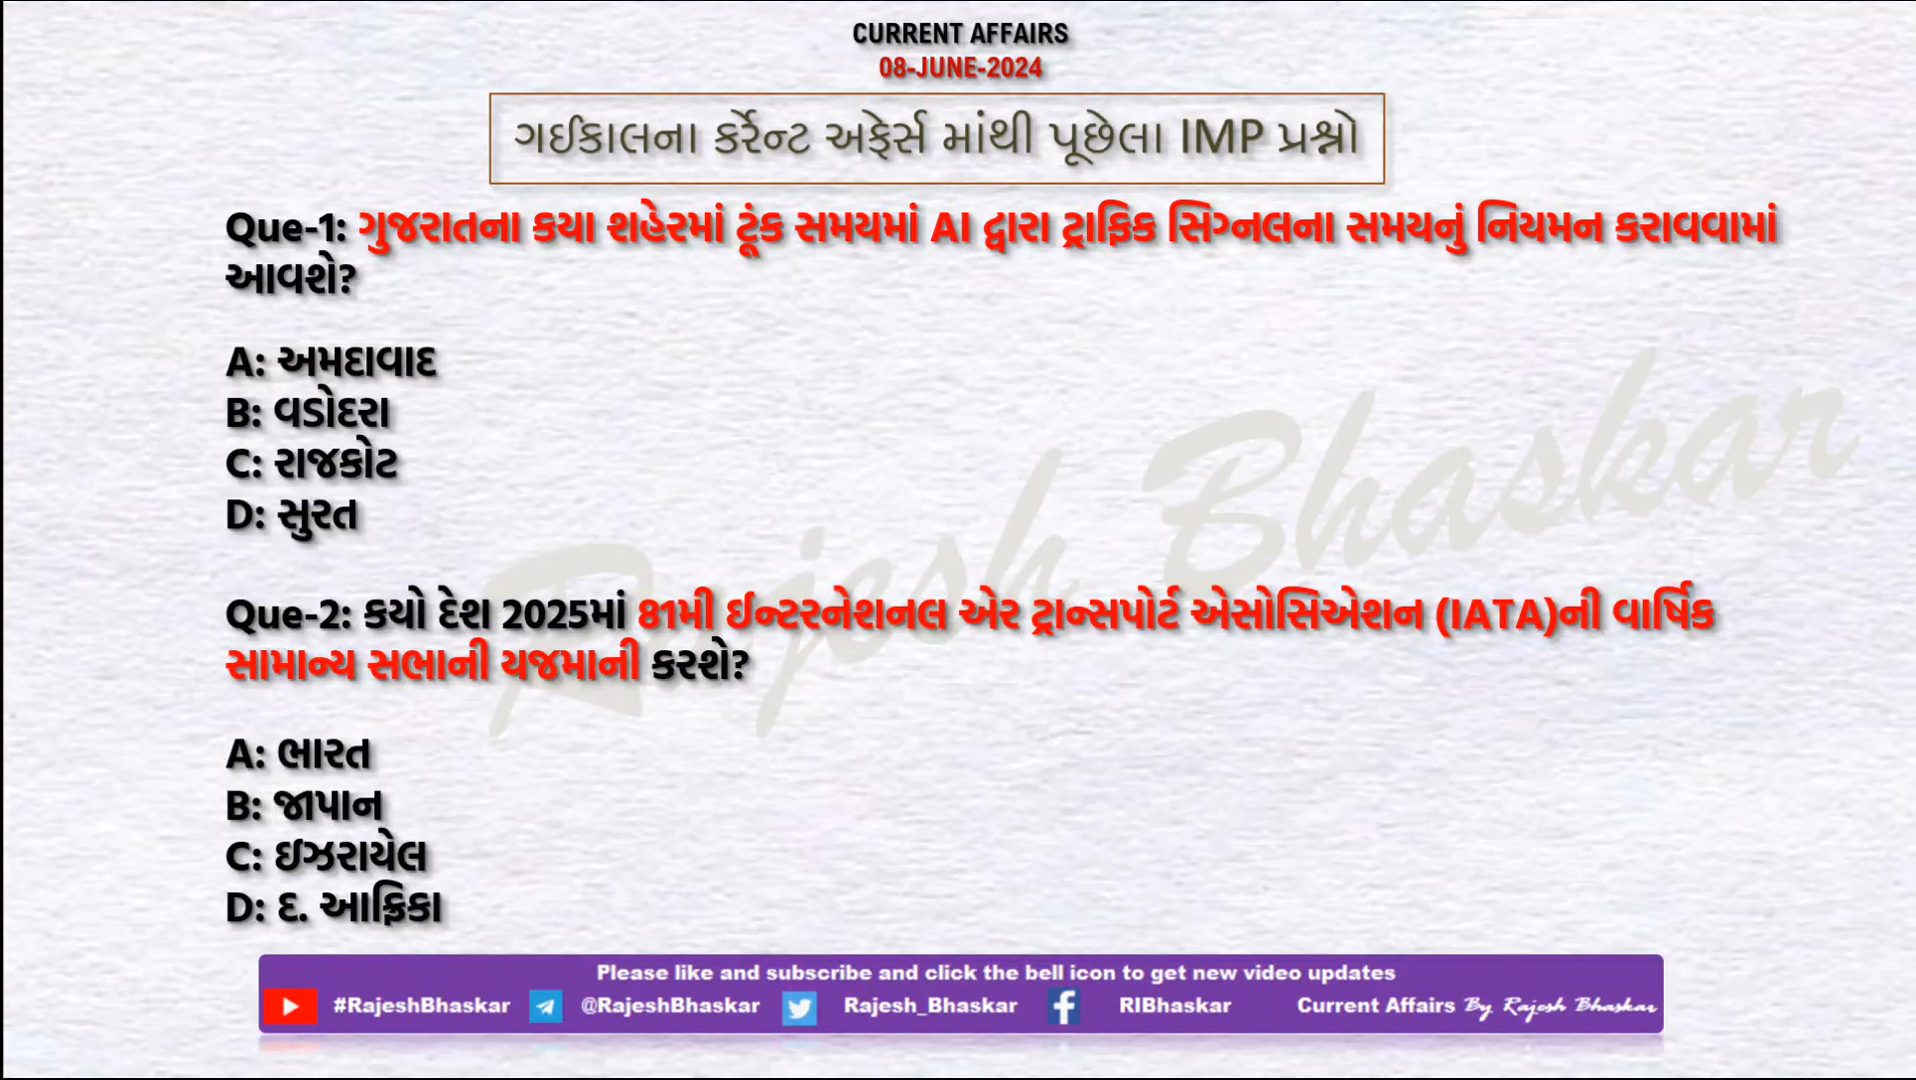 CURRENT AFFAIRS
08-JUNE-2024
ગઈકાલના કર્રેન્ટ અફેર્સ માંથી પૂછેલા IMP પ્રશ્નો
Que-1: ગુજરાતના કયા શહેરમાં ટૂંક સમયમાં AI દ્વારા ટ્રાફિક સિગ્નલના સમયનું નિયમન કરાવવામાં
આવશે?
A: અમદાવાદ
B: વડોદરા
C: રાજકોટ
D: સુરત
Que-2: કયો દેશ 2025માં 81મી ઈન્ટરનેશનલ એર ટ્રાન્સપોર્ટ એસોસિએશન (IATA)ની વાર્ષિક
સામાન્ય સભાની યજમાની કરશે?
A: ભારત
B: જાપાન
C: ઇઝરાયેલ
D: દ. આફ્રિકા
Rajesh Bhaskar
Please like and subscribe and click the bell icon to get new video updates
#RajeshBhaskar @RajeshBhaskar Rajesh_Bhaskar RIBhaskar Current Affairs By Rajesh Bhaskar